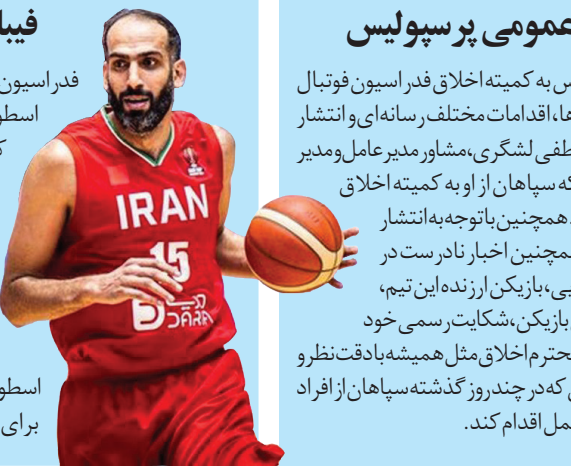 عمومی پرسپولیس
س به کمیته اخلاق فدراسیون فوتبال
ها، اقدامات مختلف رسانه‌ای و انتشار
طفی لشگری، مشاور مدیرعامل و مدیر
که سپاهان از او به کمیته اخلاق
همچنین با توجه به انتشار
همچنین اخبار نادرست در
یی، بازیکن ارزنده این تیم،
بازیکن، شکایت رسمی خود
محترم اخلاق مثل همیشه با دقت نظر و
که در چند روز گذشته سپاهان از افراد
مل اقدام کند.
فیبا
فدراسیون
اسطو
ک
اسطو
برای
IRAN
15